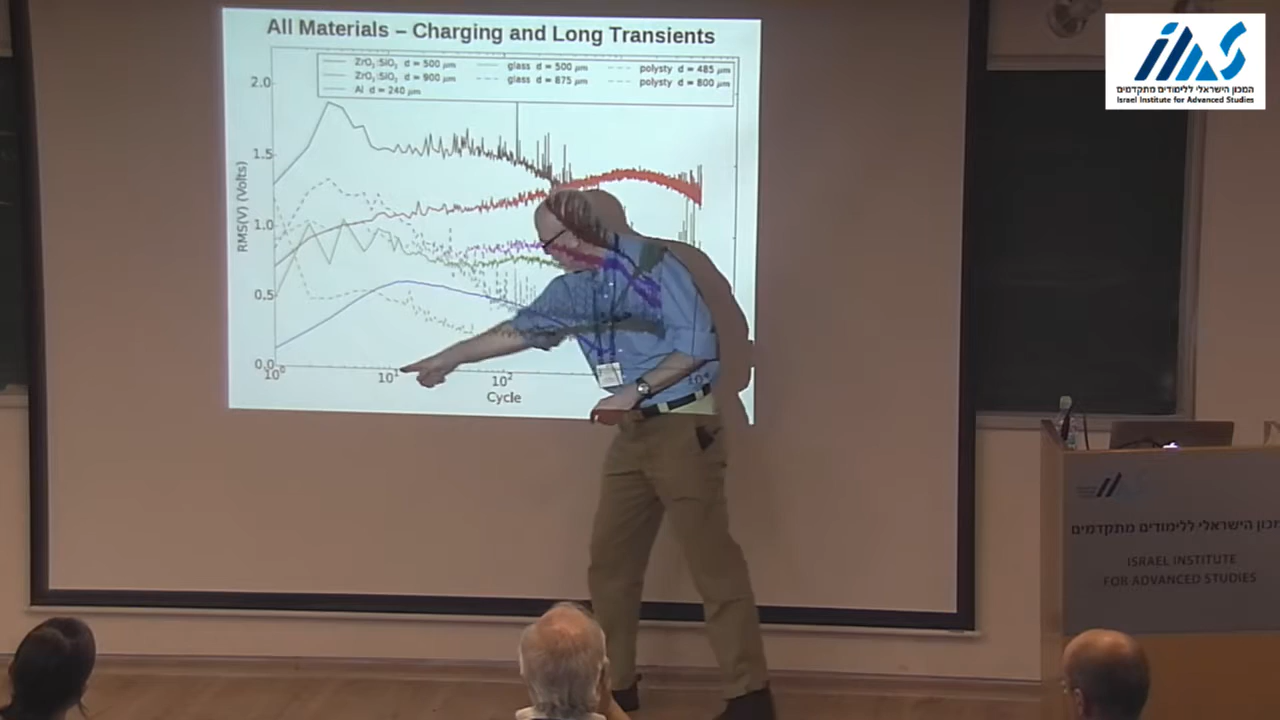 All Materials – Charging and Long Transients
ZrO2:SiO2 d = 500 μm
ZrO2:SiO2 d = 900 μm
Al d = 240 μm
glass d = 500 μm
glass d = 875 μm
polysty d = 485 μm
polysty d = 800 μm
RMS(V) (Volts)
2.0
1.5
1.0
0.5
0.0
10⁰
10¹
10²
10⁴
Cycle
המכון הישראלי ללימודים מתקדמים
Israel Institute for Advanced Studies
הישראלי ללימודים מתקדמים
ISRAEL INSTITUTE
FOR ADVANCED STUDIES